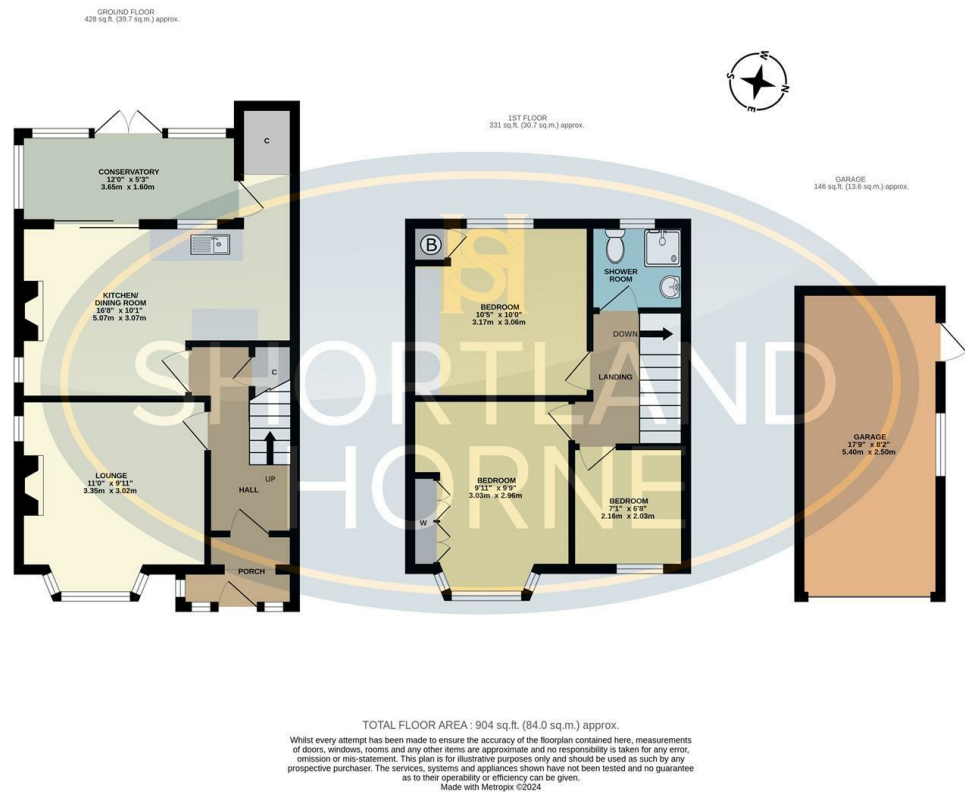 GROUND FLOOR
428 sq.ft. (39.7 sq.m.) approx.
1ST FLOOR
331 sq.ft. (30.7 sq.m.) approx.
GARAGE
146 sq.ft. (13.6 sq.m.) approx.
W
N
E
S
C
CONSERVATORY
12'0" x 5'3"
3.65m x 1.60m
KITCHEN/
DINING ROOM
16'8" x 10'1"
5.07m x 3.07m
C
LOUNGE
11'0" x 9'11"
3.35m x 3.02m
UP
HALL
PORCH
B
BEDROOM
10'5" x 10'0"
3.17m x 3.06m
SHOWER
ROOM
DOWN
LANDING
BEDROOM
9'11" x 9'9"
3.03m x 2.96m
W
BEDROOM
7'1" x 6'8"
2.16m x 2.03m
GARAGE
17'9" x 8'2"
5.40m x 2.50m
SH
SHORTLAND
HORNE
TOTAL FLOOR AREA : 904 sq.ft. (84.0 sq.m.) approx.
Whilst every attempt has been made to ensure the accuracy of the floorplan contained here, measurements
of doors, windows, rooms and any other items are approximate and no responsibility is taken for any error,
omission or mis-statement. This plan is for illustrative purposes only and should be used as such by any
prospective purchaser. The services, systems and appliances shown have not been tested and no guarantee
as to their operability or efficiency can be given.
Made with Metropix ©2024